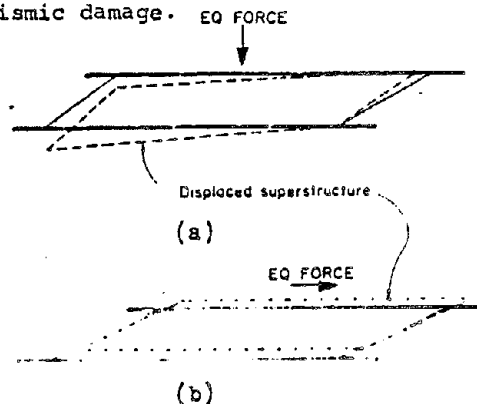 ismic damage.
EQ FORCE
Displaced superstructure
(a)
EQ FORCE
(b)